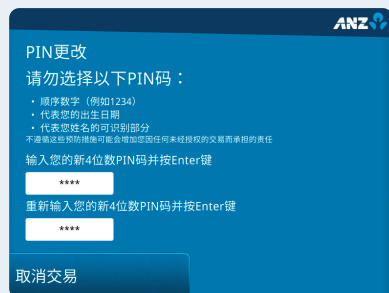 ANZ
PIN更改
请勿选择以下PIN码：
• 顺序数字（例如1234）
• 代表您的出生日期
• 代表您姓名的可识别部分
不遵循这些预防措施可能会增加您因任何未经授权的交易而承担的责任
输入您的新4位数PIN码并按Enter键
****
重新输入您的新4位数PIN码并按Enter键
****
取消交易